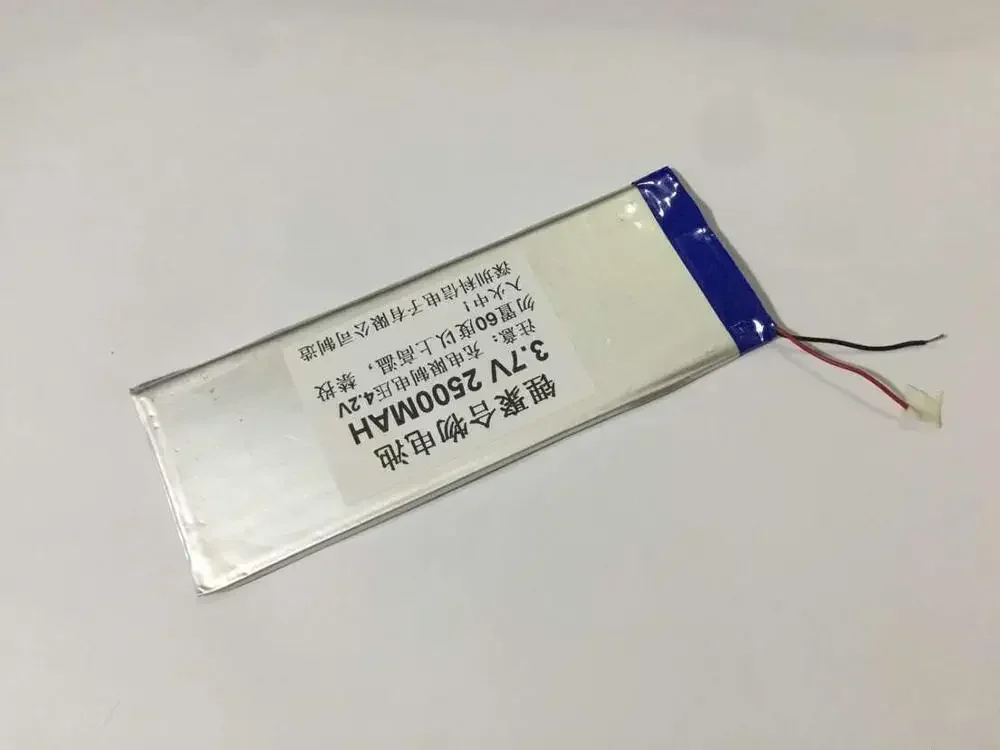 锂聚合物电池
3.7V 2500MAH
注意：充电限制电压4.2V
勿置60度以上高温，禁投
入火中！
深圳科信电子有限公司制造